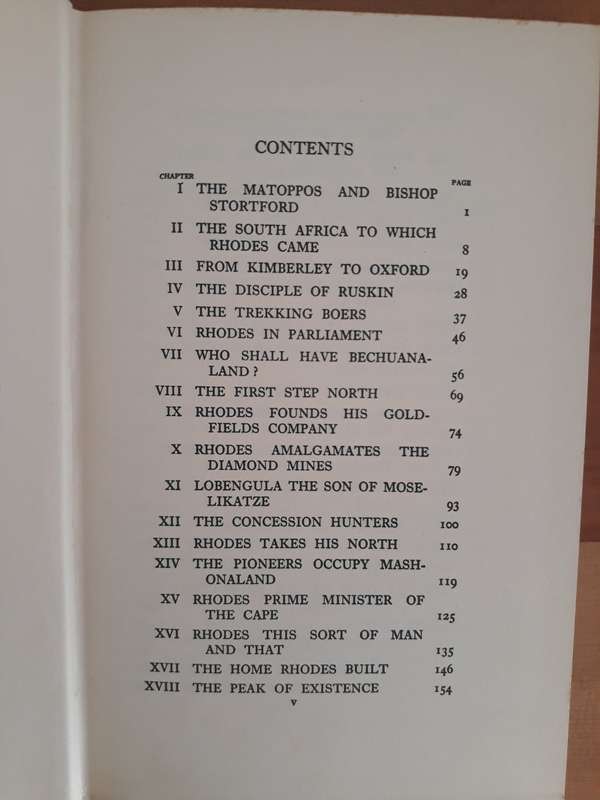 CONTENTS
CHAPTER PAGE
I THE MATOPPOS AND BISHOP
STORTFORD 1
II THE SOUTH AFRICA TO WHICH
RHODES CAME 8
III FROM KIMBERLEY TO OXFORD 19
IV THE DISCIPLE OF RUSKIN 28
V THE TREKKING BOERS 37
VI RHODES IN PARLIAMENT 46
VII WHO SHALL HAVE BECHUANA-
LAND? 56
VIII THE FIRST STEP NORTH 69
IX RHODES FOUNDS HIS GOLD-
FIELDS COMPANY 74
X RHODES AMALGAMATES THE
DIAMOND MINES 79
XI LOBENGULA THE SON OF MOSE-
LIKATZE 93
XII THE CONCESSION HUNTERS 100
XIII RHODES TAKES HIS NORTH 110
XIV THE PIONEERS OCCUPY MASH-
ONALAND 119
XV RHODES PRIME MINISTER OF
THE CAPE 125
XVI RHODES THIS SORT OF MAN
AND THAT 135
XVII THE HOME RHODES BUILT 146
XVIII THE PEAK OF EXISTENCE 154
v